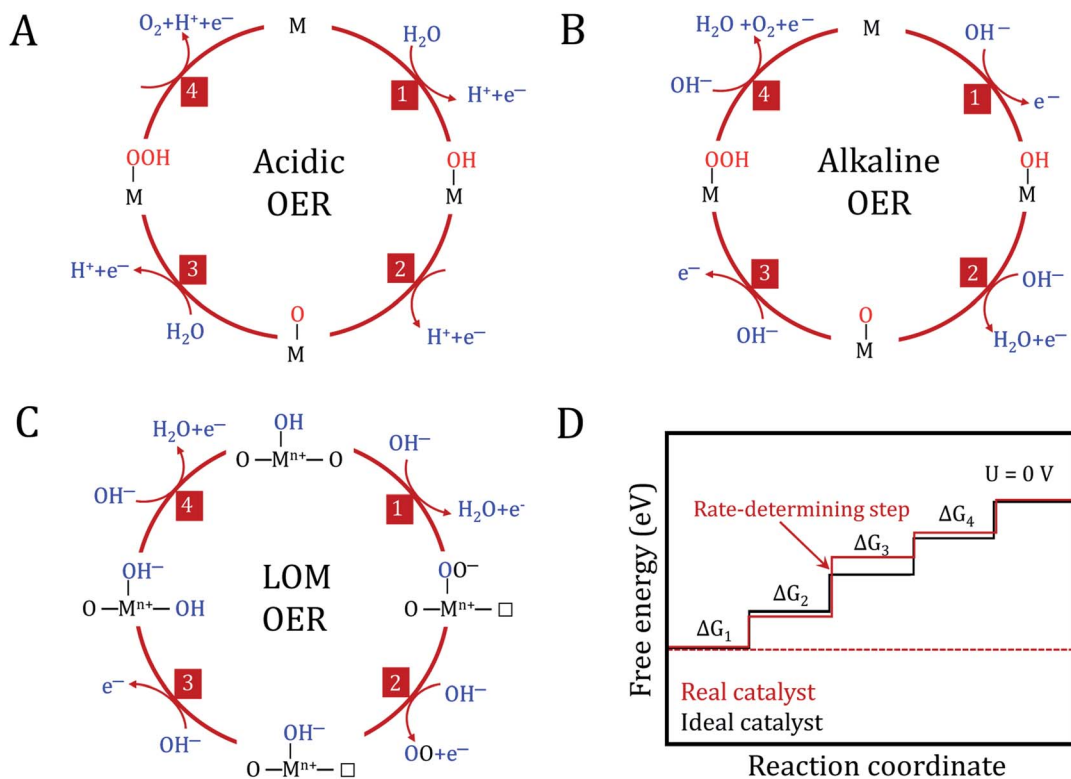 A
O₂+H⁺+e⁻
M
H₂O
4
1
H⁺+e⁻
OOH
M
Acidic
OER
OH
M
H⁺+e⁻
3
2
H₂O
O
M
H⁺+e⁻
B
H₂O +O₂+e⁻
M
OH⁻
OH⁻
4
1
e⁻
OOH
M
Alkaline
OER
OH
M
e⁻
3
2
OH⁻
OH⁻
O
M
H₂O+e⁻
C
H₂O+e⁻
OH
O —Mⁿ⁺— O
OH⁻
OH⁻
4
1
H₂O+e⁻
OH⁻
O —Mⁿ⁺— OH
LOM
OER
OO⁻
O —Mⁿ⁺— □
e⁻
3
2
OH⁻
OH⁻
OH⁻
O —Mⁿ⁺— □
OO+e⁻
D
U = 0 V
Rate-determining step
ΔG₁
ΔG₂
ΔG₃
ΔG₄
Real catalyst
Ideal catalyst
Free energy (eV)
Reaction coordinate